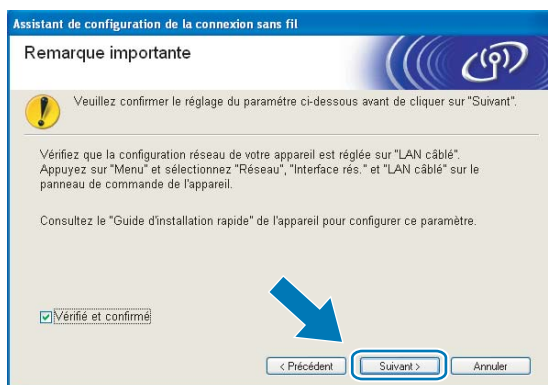 Assistant de configuration de la connexion sans fil
Remarque importante
Veuillez confirmer le réglage du paramétre ci-dessous avant de cliquer sur "Suivant".
Vérifiez que la configuration réseau de votre appareil est réglée sur "LAN câblé".
Appuyez sur "Menu" et sélectionnez "Réseau", "Interface rés." et "LAN câblé" sur le
panneau de commande de l'appareil.
Consultez le "Guide d'installation rapide" de l'appareil pour configurer ce paramètre.
Vérifié et confirmé
< Précédent
Suivant >
Annuler